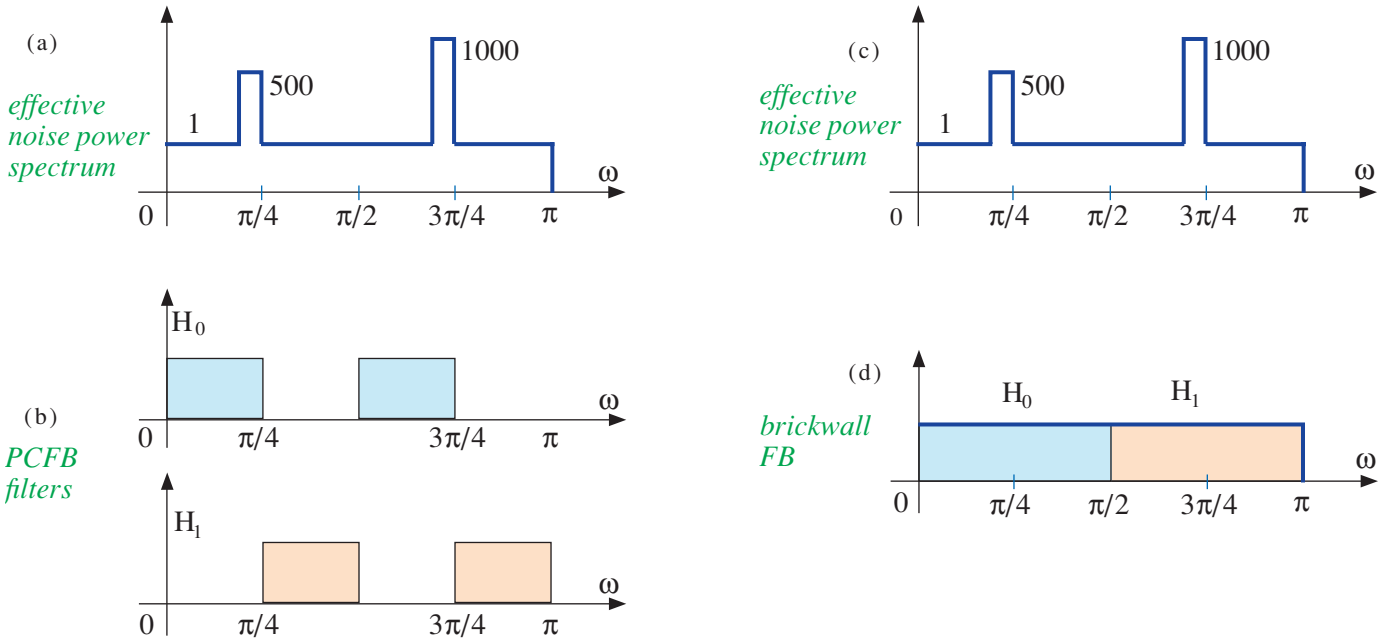 (a)
effective
noise power
spectrum
1
500
1000
ω
0
π/4
π/2
3π/4
π
(c)
effective
noise power
spectrum
1
500
1000
ω
0
π/4
π/2
3π/4
π
(b)
PCFB
filters
H0
ω
0
π/4
3π/4
π
H1
ω
0
π/4
3π/4
π
(d)
brickwall
FB
H0
H1
ω
0
π/4
π/2
3π/4
π